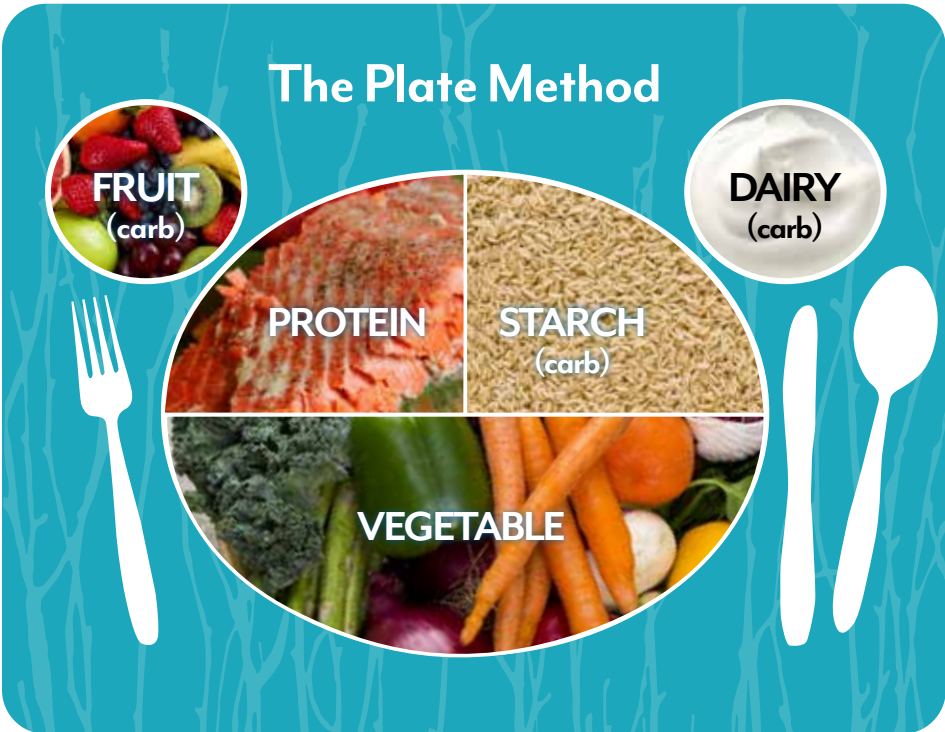 The Plate Method
FRUIT
(carb)
DAIRY
(carb)
PROTEIN
STARCH
(carb)
VEGETABLE